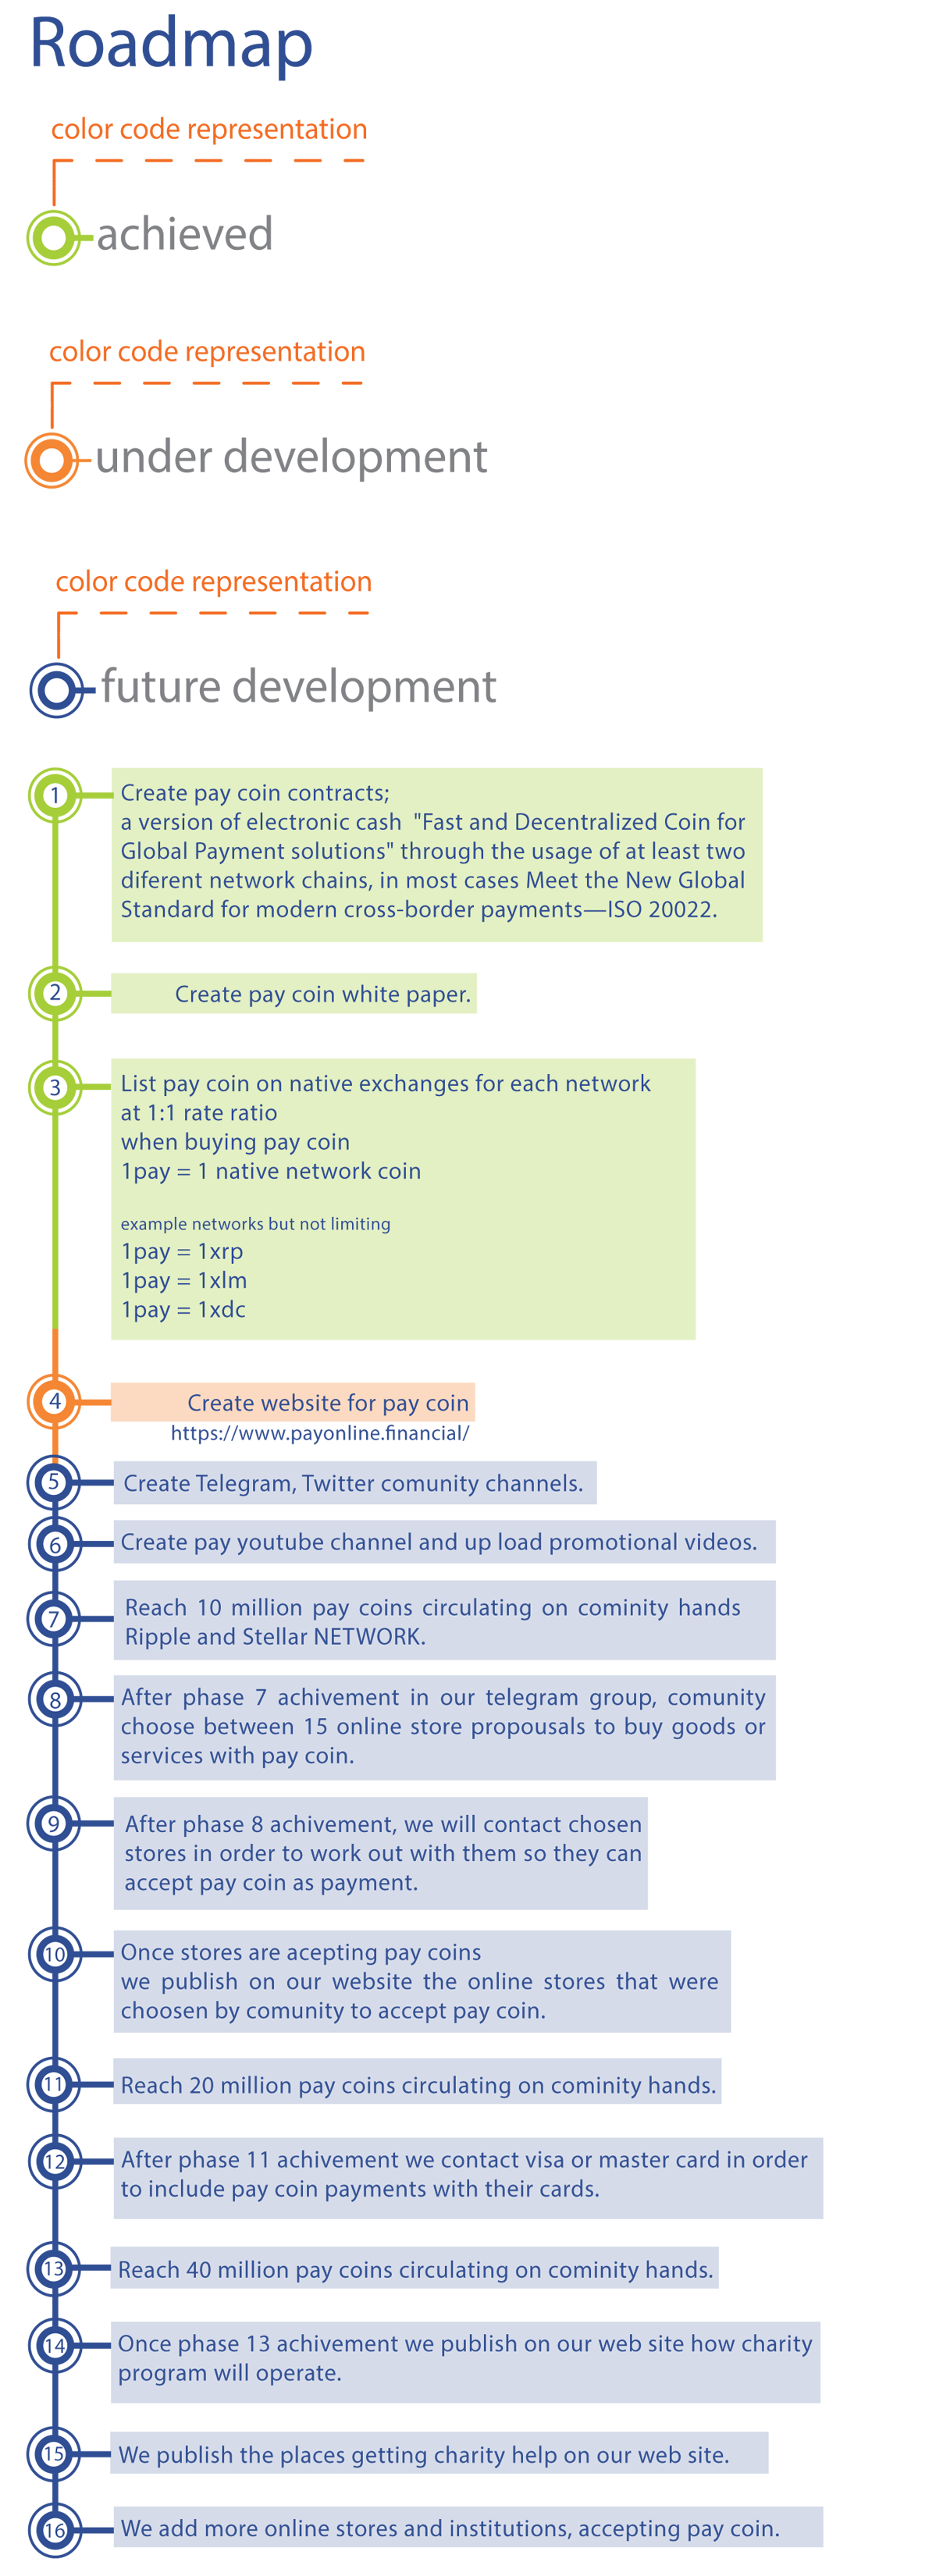 Roadmap
color code representation
achieved
color code representation
under development
color code representation
future development
1
Create pay coin contracts;
a version of electronic cash "Fast and Decentralized Coin for
Global Payment solutions" through the usage of at least two
diferent network chains, in most cases Meet the New Global
Standard for modern cross-border payments—ISO 20022.
2
Create pay coin white paper.
3
List pay coin on native exchanges for each network
at 1:1 rate ratio
when buying pay coin
1pay = 1 native network coin
example networks but not limiting
1pay = 1xrp
1pay = 1xlm
1pay = 1xdc
4
Create website for pay coin
https://www.payonline.financial/
5
Create Telegram, Twitter comunity channels.
6
Create pay youtube channel and up load promotional videos.
7
Reach 10 million pay coins circulating on cominity hands
Ripple and Stellar NETWORK.
8
After phase 7 achivement in our telegram group, comunity
choose between 15 online store propousals to buy goods or
services with pay coin.
9
After phase 8 achivement, we will contact chosen
stores in order to work out with them so they can
accept pay coin as payment.
10
Once stores are acepting pay coins
we publish on our website the online stores that were
choosen by comunity to accept pay coin.
11
Reach 20 million pay coins circulating on cominity hands.
12
After phase 11 achivement we contact visa or master card in order
to include pay coin payments with their cards.
13
Reach 40 million pay coins circulating on cominity hands.
14
Once phase 13 achivement we publish on our web site how charity
program will operate.
15
We publish the places getting charity help on our web site.
16
We add more online stores and institutions, accepting pay coin.